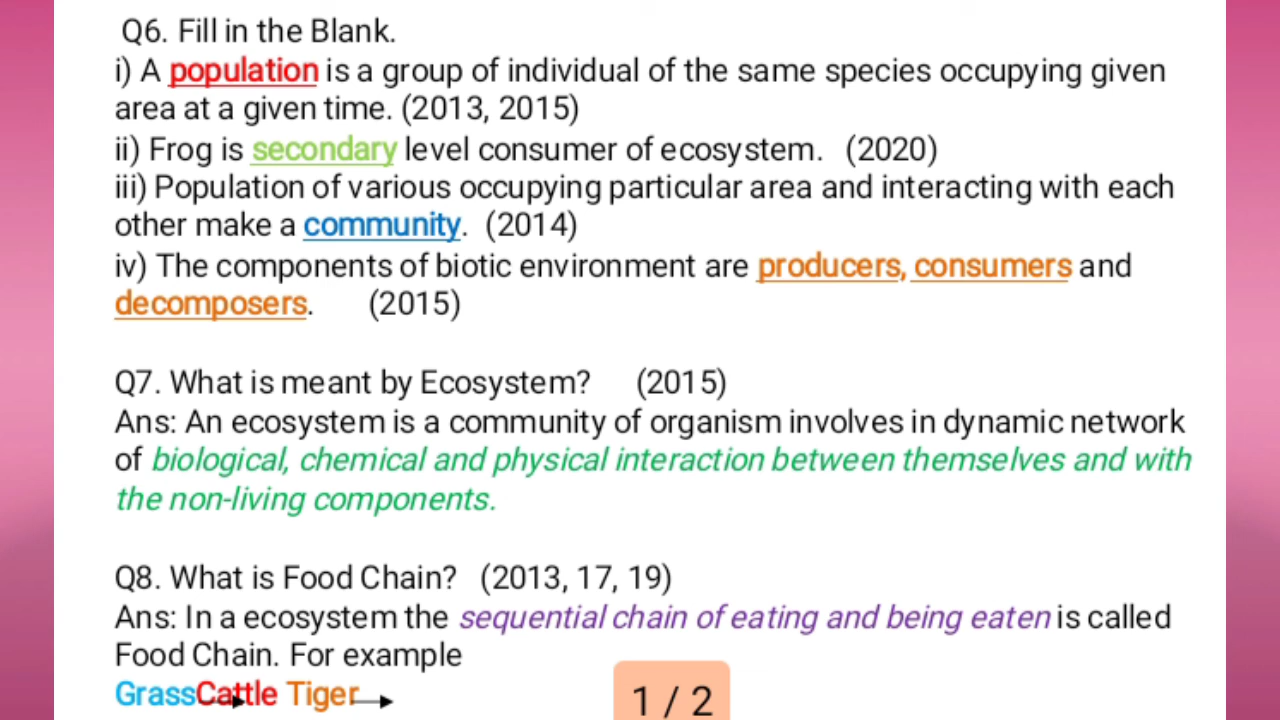 Q6. Fill in the Blank.
i) A population is a group of individual of the same species occupying given
area at a given time. (2013, 2015)
ii) Frog is secondary level consumer of ecosystem. (2020)
iii) Population of various occupying particular area and interacting with each
other make a community. (2014)
iv) The components of biotic environment are producers, consumers and
decomposers. (2015)
Q7. What is meant by Ecosystem? (2015)
Ans: An ecosystem is a community of organism involves in dynamic network
of biological, chemical and physical interaction between themselves and with
the non-living components.
Q8. What is Food Chain? (2013, 17, 19)
Ans: In a ecosystem the sequential chain of eating and being eaten is called
Food Chain. For example
GrassCattle Tiger
1 / 2